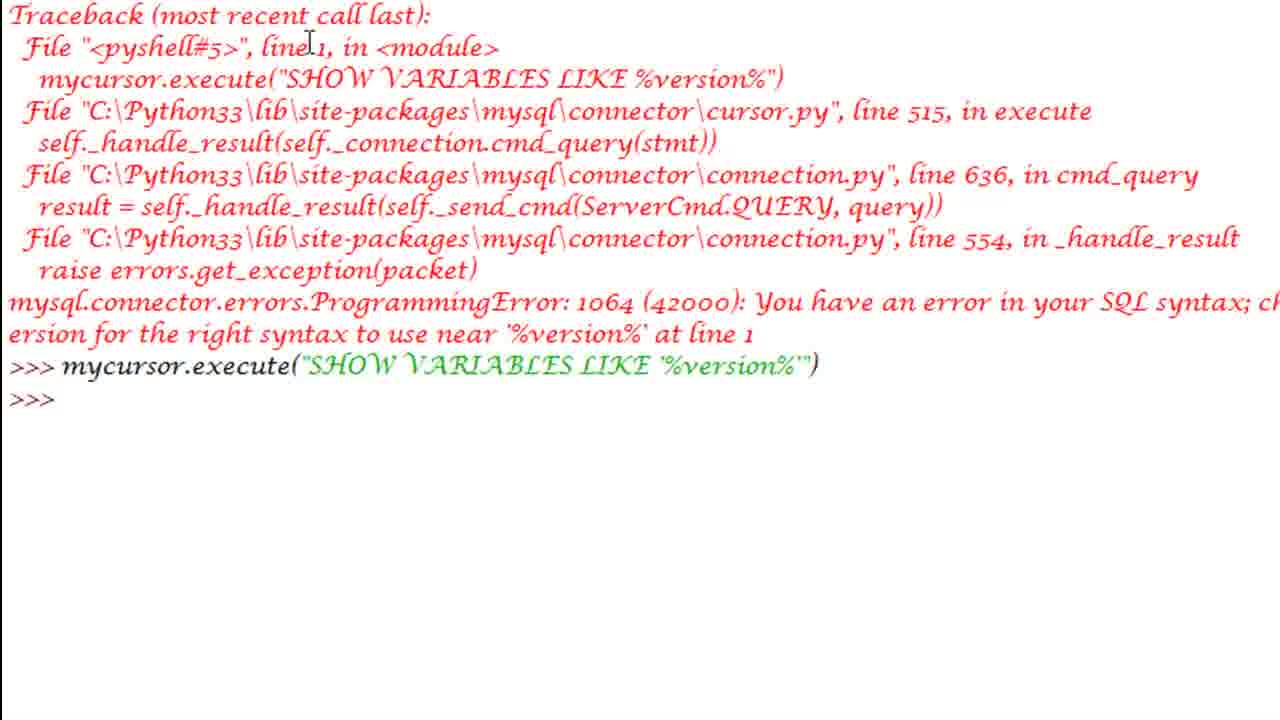 Traceback (most recent call last):
File "<pyshell#5>", line 1, in <module>
mycursor.execute("SHOW VARIABLES LIKE %version%")
File "C:\Python33\lib\site-packages\mysql\connector\cursor.py", line 515, in execute
self._handle_result(self._connection.cmd_query(stmt))
File "C:\Python33\lib\site-packages\mysql\connector\connection.py", line 636, in cmd_query
result = self._handle_result(self._send_cmd(ServerCmd.QUERY, query))
File "C:\Python33\lib\site-packages\mysql\connector\connection.py", line 554, in _handle_result
raise errors.get_exception(packet)
mysql.connector.errors.ProgrammingError: 1064 (42000): You have an error in your SQL syntax;
ersion for the right syntax to use near '%version%' at line 1
>>> mycursor.execute("SHOW VARIABLES LIKE '%version%'")
>>>